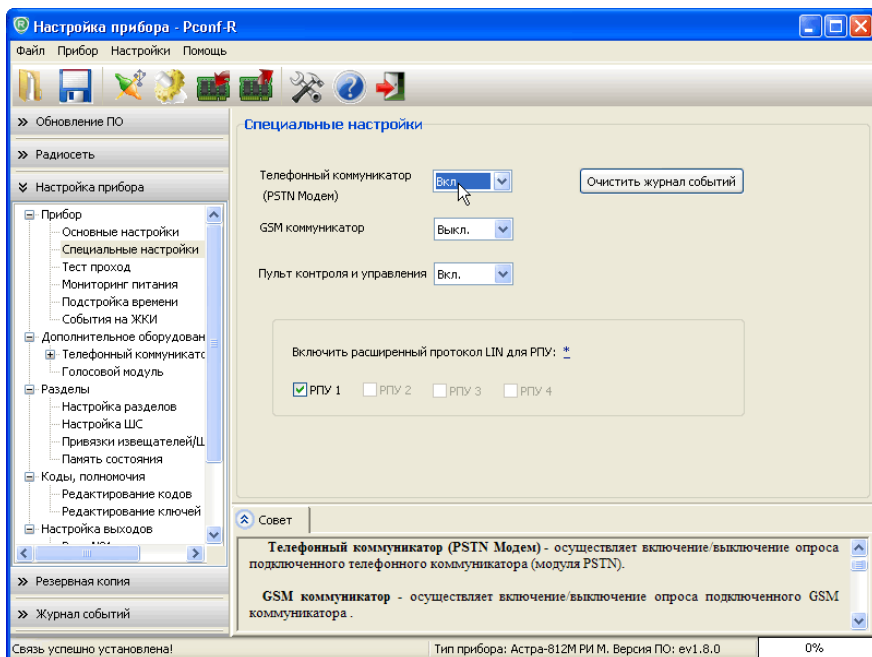 Настройка прибора - Pconf-R
Файл Прибор Настройки Помощь
Обновление ПО
Радиосеть
Настройка прибора
Прибор
Основные настройки
Специальные настройки
Тест проход
Мониторинг питания
Подстройка времени
События на ЖКИ
Дополнительное оборудован
Телефонный коммуникатс
Голосовой модуль
Разделы
Настройка разделов
Настройка ШС
Привязки извещателей/Ш
Память состояния
Коды, полномочия
Редактирование кодов
Редактирование ключей
Настройка выходов
Резервная копия
Журнал событий
Специальные настройки
Телефонный коммуникатор
(PSTN Модем)
Вкл.
Очистить журнал событий
GSM коммуникатор
Выкл.
Пульт контроля и управления
Вкл.
Включить расширенный протокол LIN для РПУ: *
РПУ 1 РПУ 2 РПУ 3 РПУ 4
Совет
Телефонный коммуникатор (PSTN Модем) - осуществляет включение/выключение опроса
подключенного телефонного коммуникатора (модуля PSTN).
GSM коммуникатор - осуществляет включение/выключение опроса подключенного GSM
коммуникатора .
Связь успешно установлена!
Тип прибора: Астра-812М РИ М. Версия ПО: ev1.8.0
0%